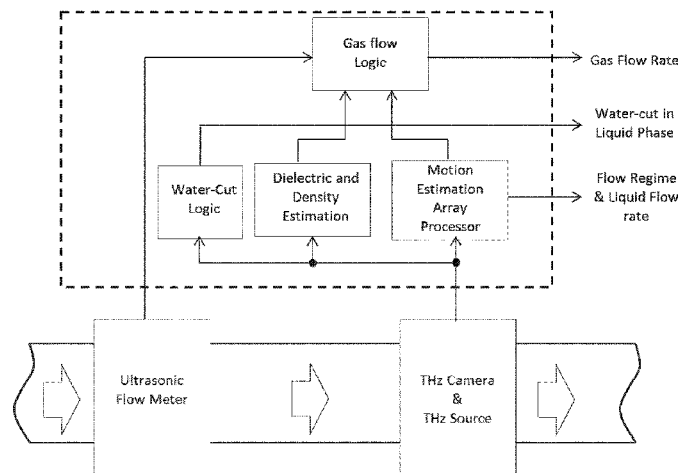 Gas flow
Logic
Gas Flow Rate
Water-cut in
Liquid Phase
Water-Cut
Logic
Dielectric and
Density
Estimation
Motion
Estimation
Array
Processor
Flow Regime
& Liquid Flow
rate
Ultrasonic
Flow Meter
THz Camera
&
THz Source